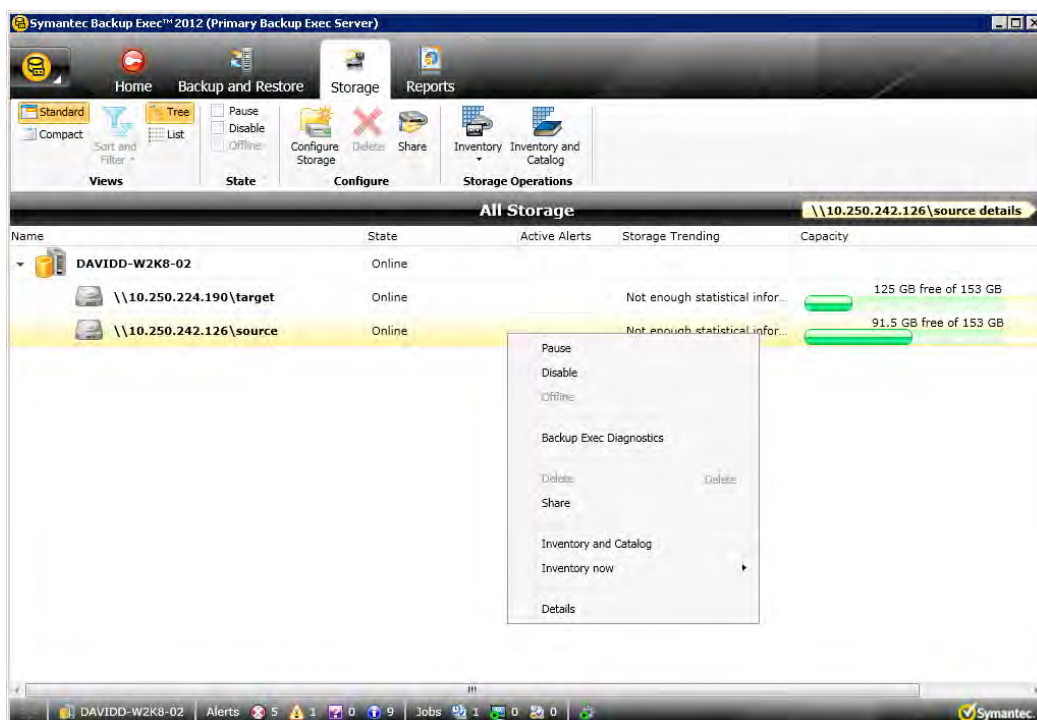 Symantec Backup Exec™ 2012 (Primary Backup Exec Server)
Home Backup and Restore Storage Reports
Standard Tree Pause
Compact Sort and Filter List Disable
Offline Configure Storage Delete Share Inventory Inventory and Catalog
Views State Configure Storage Operations
All Storage \\10.250.242.126\source details
Name State Active Alerts Storage Trending Capacity
DAVIDD-W2K8-02 Online
\\10.250.224.190\target Online Not enough statistical infor... 125 GB free of 153 GB
\\10.250.242.126\source Online Not enough statistical infor... 91.5 GB free of 153 GB
Pause
Disable
Offline
Backup Exec Diagnostics
Delete Delete
Share
Inventory and Catalog
Inventory now
Details
DAVIDD-W2K8-02 Alerts 5 1 0 9 Jobs 1 0 0 Symantec.